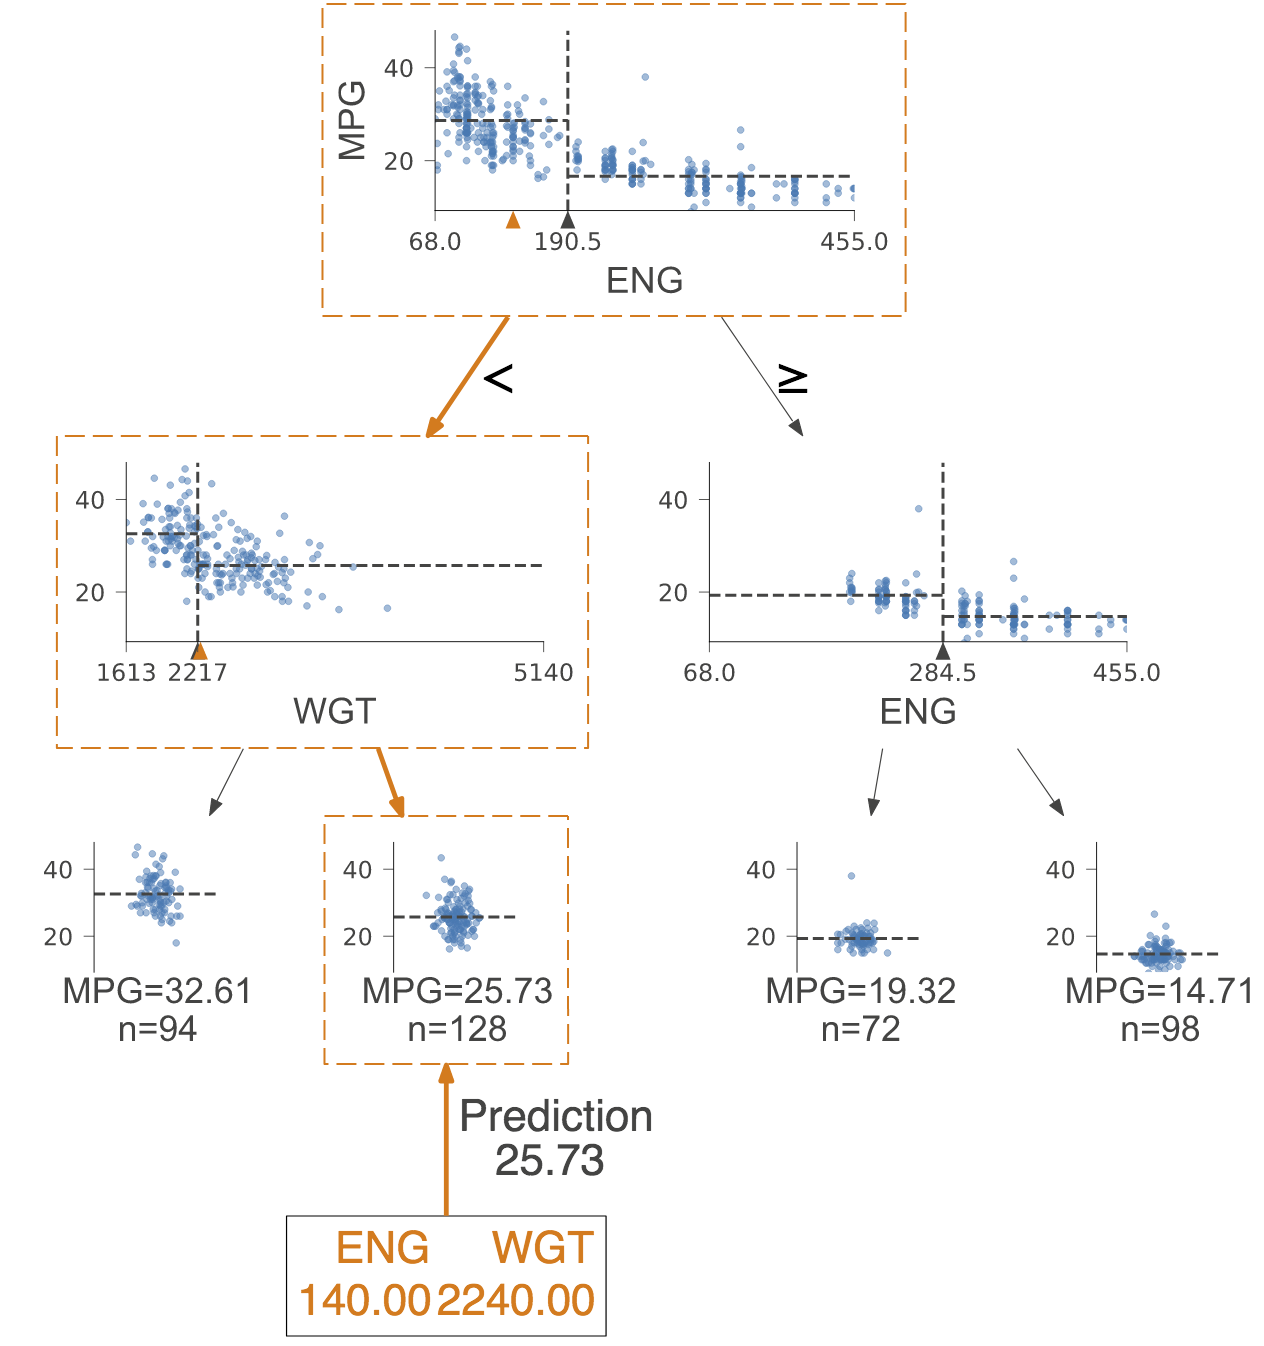 MPG
40
20
68.0 190.5 455.0
ENG
< ≥
40
20
1613 2217 5140
WGT
40
20
68.0 284.5 455.0
ENG
40
20
MPG=32.61
n=94
40
20
MPG=25.73
n=128
40
20
MPG=19.32
n=72
40
20
MPG=14.71
n=98
Prediction
25.73
ENG WGT
140.00 2240.00